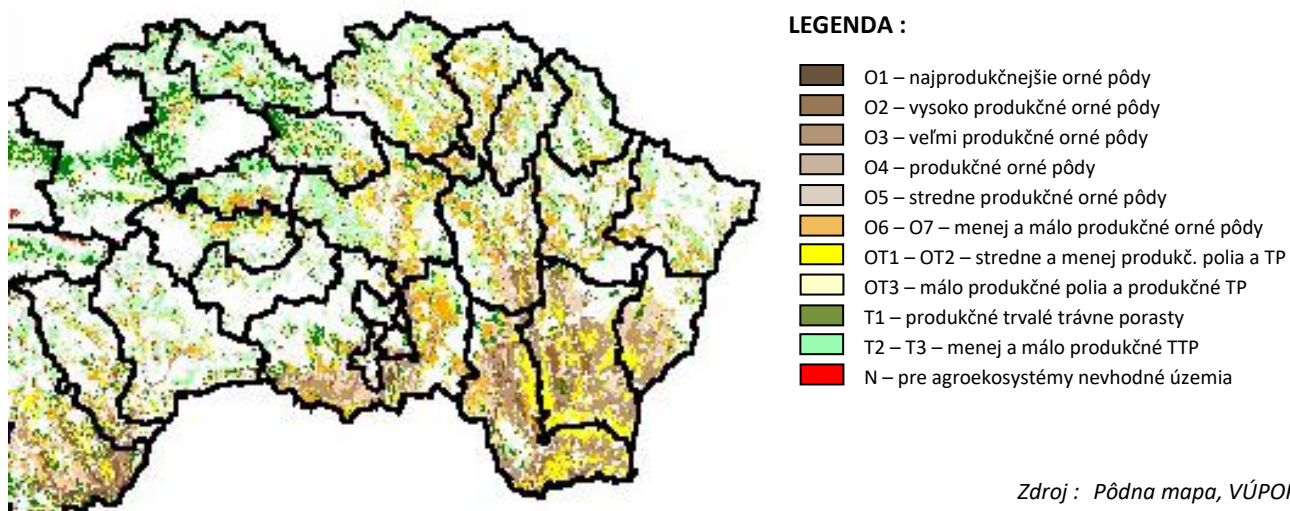 LEGENDA :
O1 – najprodukčnejšie orné pôdy
O2 – vysoko produkčné orné pôdy
O3 – veľmi produkčné orné pôdy
O4 – produkčné orné pôdy
O5 – stredne produkčné orné pôdy
O6 – O7 – menej a málo produkčné orné pôdy
OT1 – OT2 – stredne a menej produkč. polia a TP
OT3 – málo produkčné polia a produkčné TP
T1 – produkčné trvalé trávne porasty
T2 – T3 – menej a málo produkčné TTP
N – pre agroekosystémy nevhodné územia
Zdroj : Pôdna mapa,